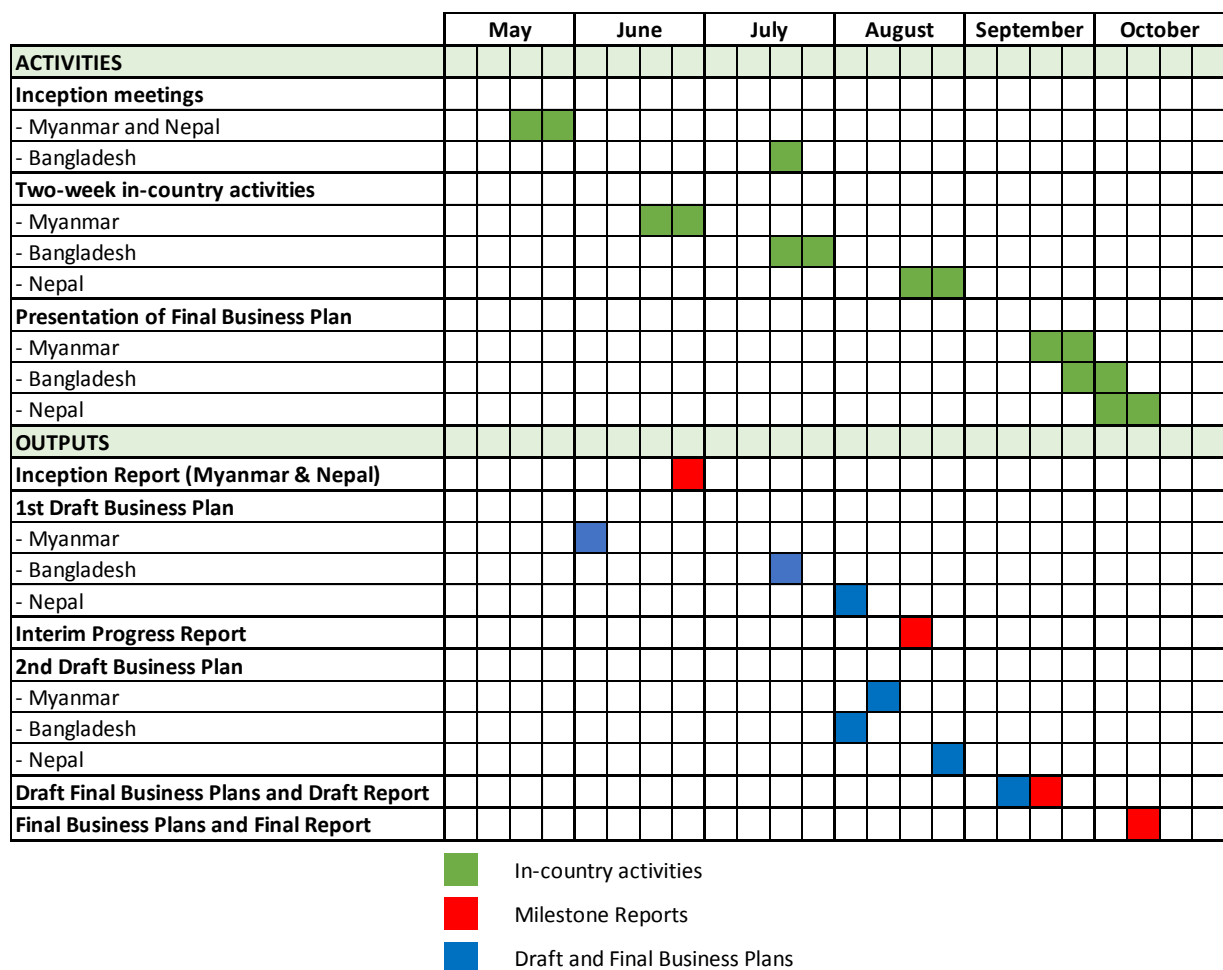 May June July August September October
ACTIVITIES
Inception meetings
- Myanmar and Nepal
- Bangladesh
Two-week in-country activities
- Myanmar
- Bangladesh
- Nepal
Presentation of Final Business Plan
- Myanmar
- Bangladesh
- Nepal
OUTPUTS
Inception Report (Myanmar & Nepal)
1st Draft Business Plan
- Myanmar
- Bangladesh
- Nepal
Interim Progress Report
2nd Draft Business Plan
- Myanmar
- Bangladesh
- Nepal
Draft Final Business Plans and Draft Report
Final Business Plans and Final Report
In-country activities
Milestone Reports
Draft and Final Business Plans